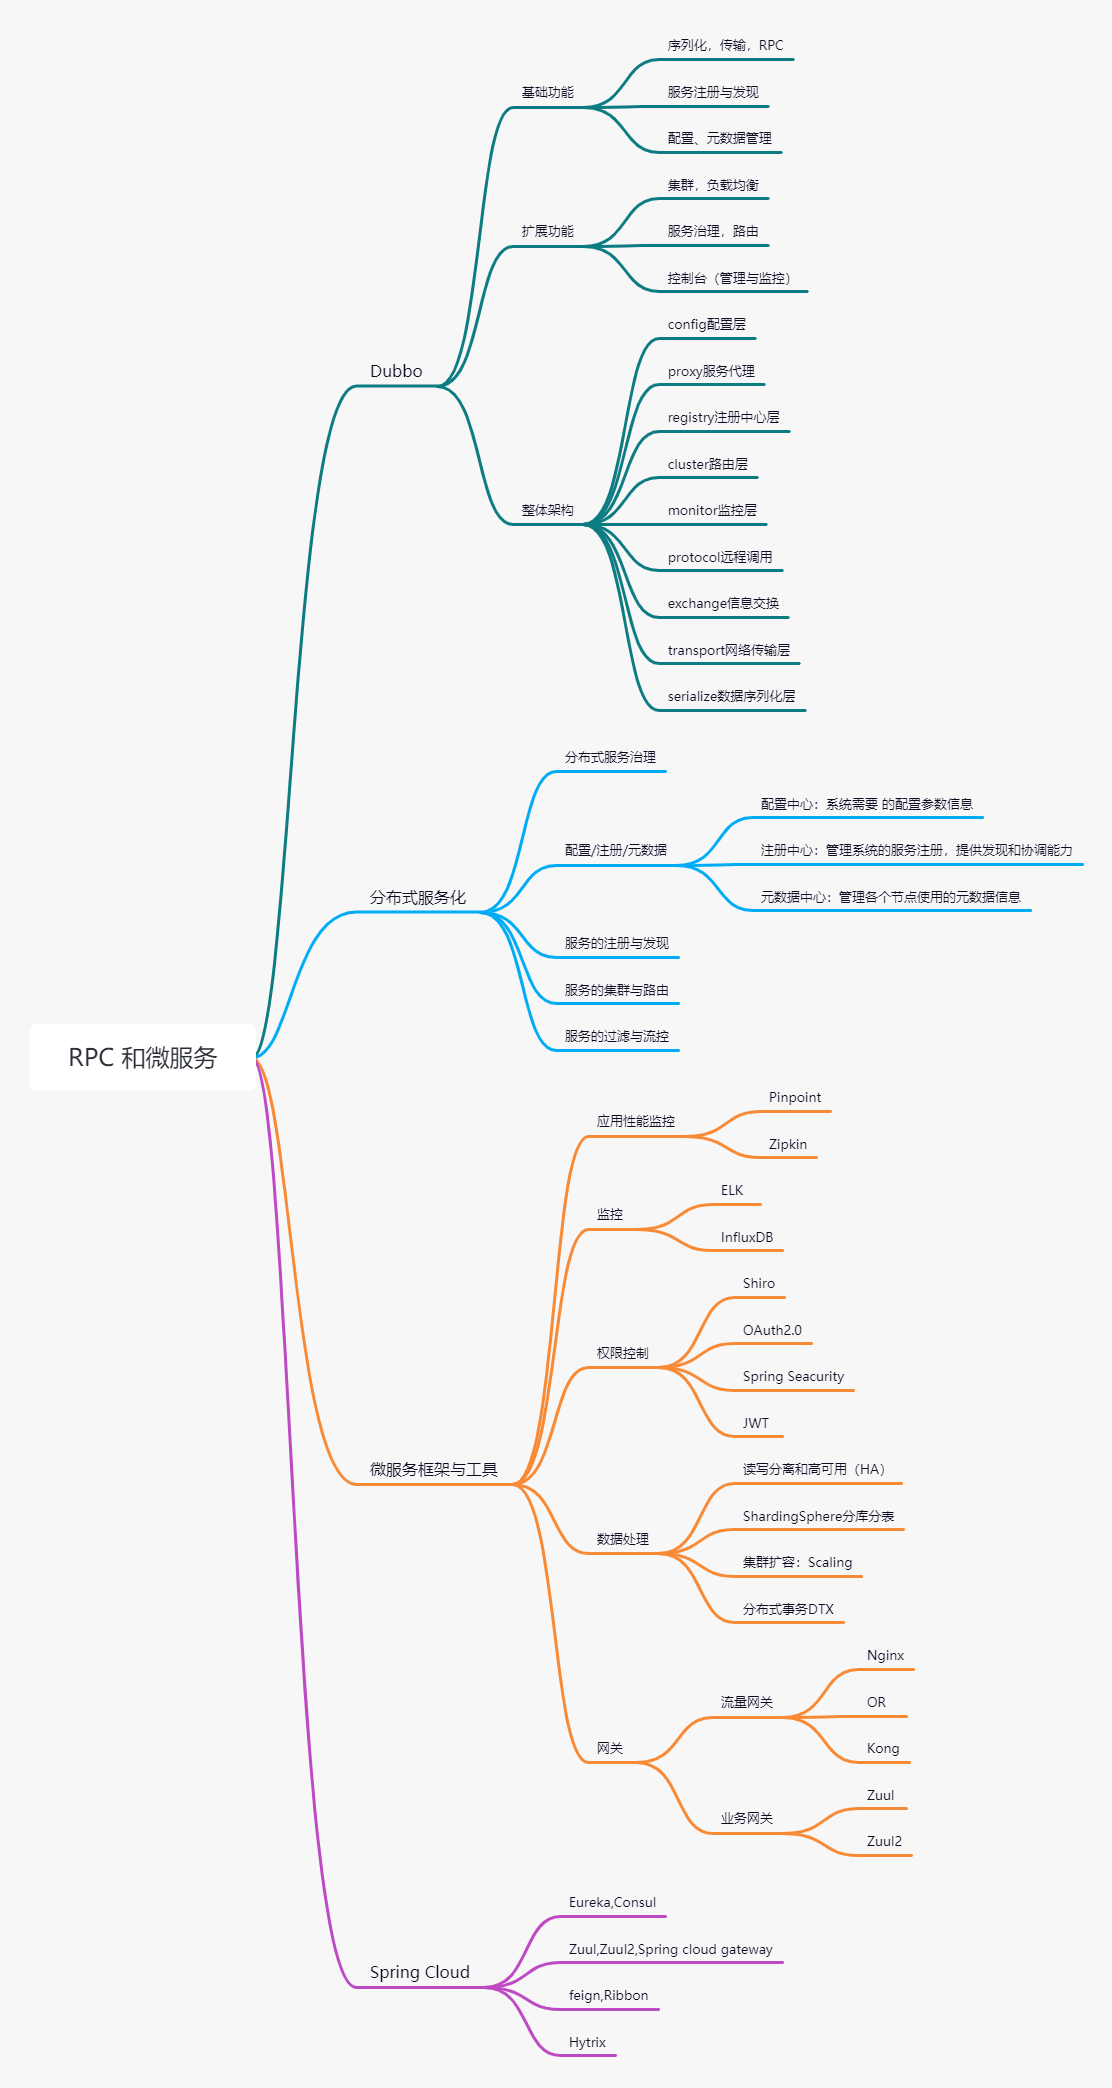 RPC 和微服务
Dubbo
基础功能
序列化，传输，RPC
服务注册与发现
配置、元数据管理
扩展功能
集群，负载均衡
服务治理，路由
控制台（管理与监控）
整体架构
config配置层
proxy服务代理
registry注册中心层
cluster路由层
monitor监控层
protocol远程调用
exchange信息交换
transport网络传输层
serialize数据序列化层
分布式服务化
分布式服务治理
配置/注册/元数据
配置中心：系统需要 的配置参数信息
注册中心：管理系统的服务注册，提供发现和协调能力
元数据中心：管理各个节点使用的元数据信息
服务的注册与发现
服务的集群与路由
服务的过滤与流控
微服务框架与工具
应用性能监控
Pinpoint
Zipkin
监控
ELK
InfluxDB
权限控制
Shiro
OAuth2.0
Spring Seacurity
JWT
数据处理
读写分离和高可用（HA）
ShardingSphere分库分表
集群扩容：Scaling
分布式事务DTX
网关
流量网关
Nginx
OR
Kong
业务网关
Zuul
Zuul2
Spring Cloud
Eureka,Consul
Zuul,Zuul2,Spring cloud gateway
feign,Ribbon
Hytrix